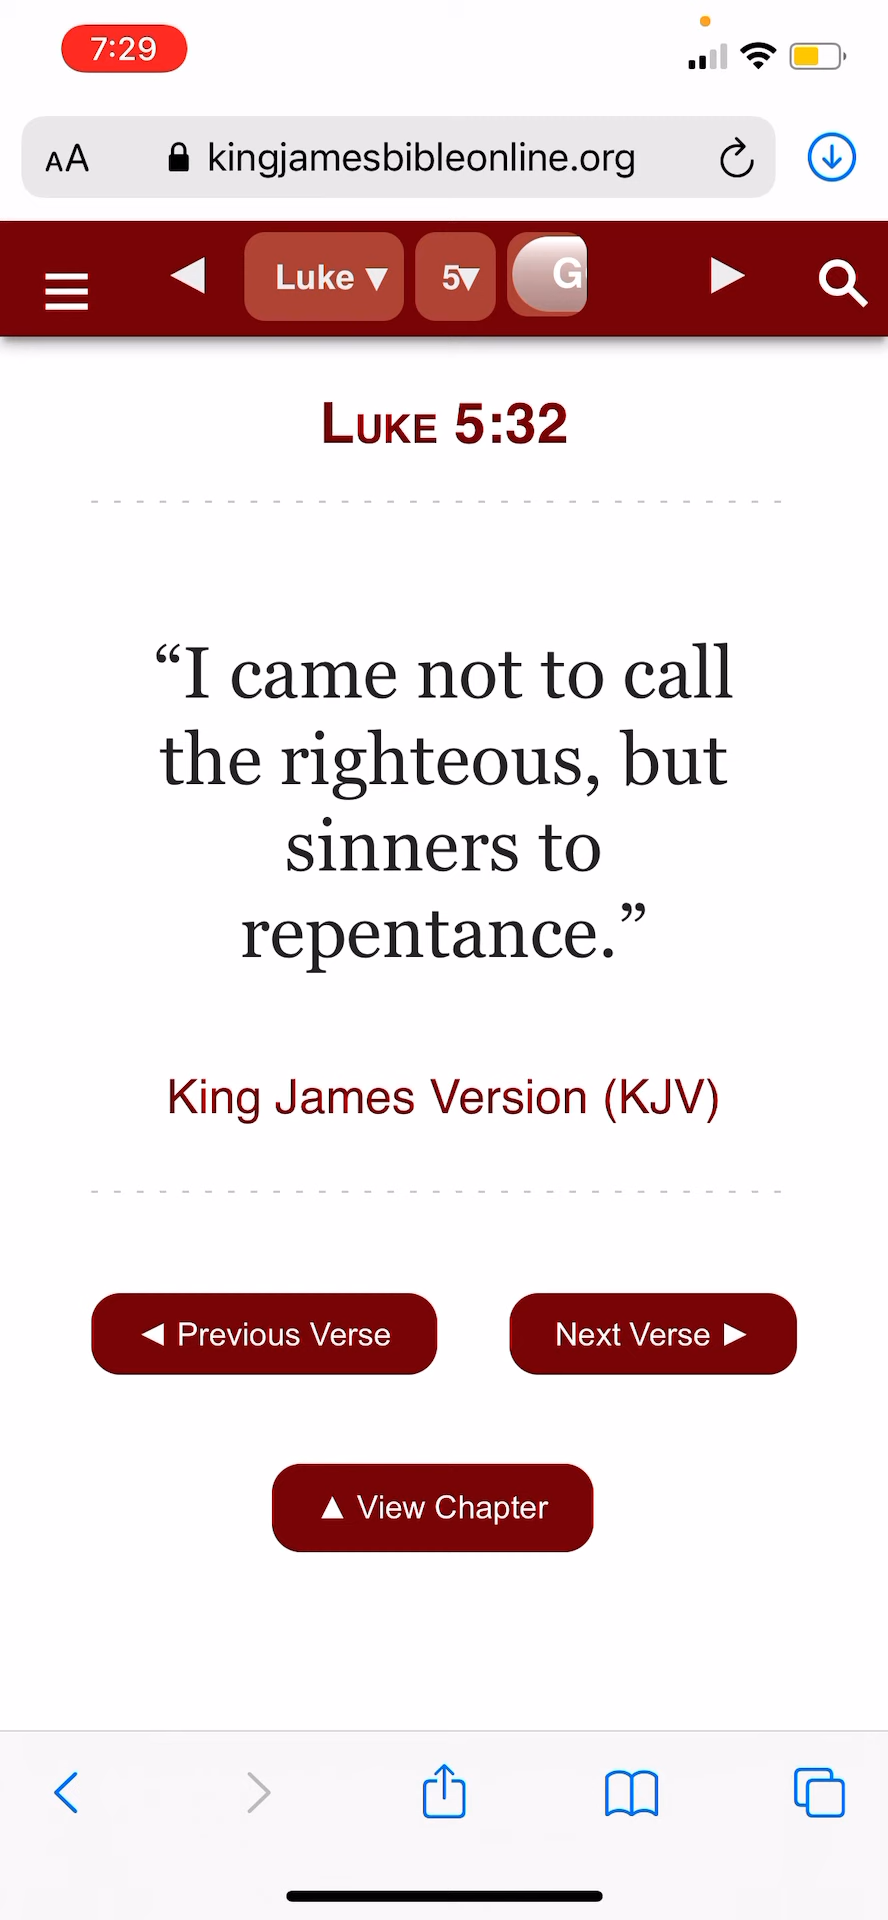 7:29
AA kingjamesbibleonline.org
Luke ▼ 5▼ G
LUKE 5:32
“I came not to call
the righteous, but
sinners to
repentance.”
King James Version (KJV)
◀ Previous Verse Next Verse ▶
▲ View Chapter